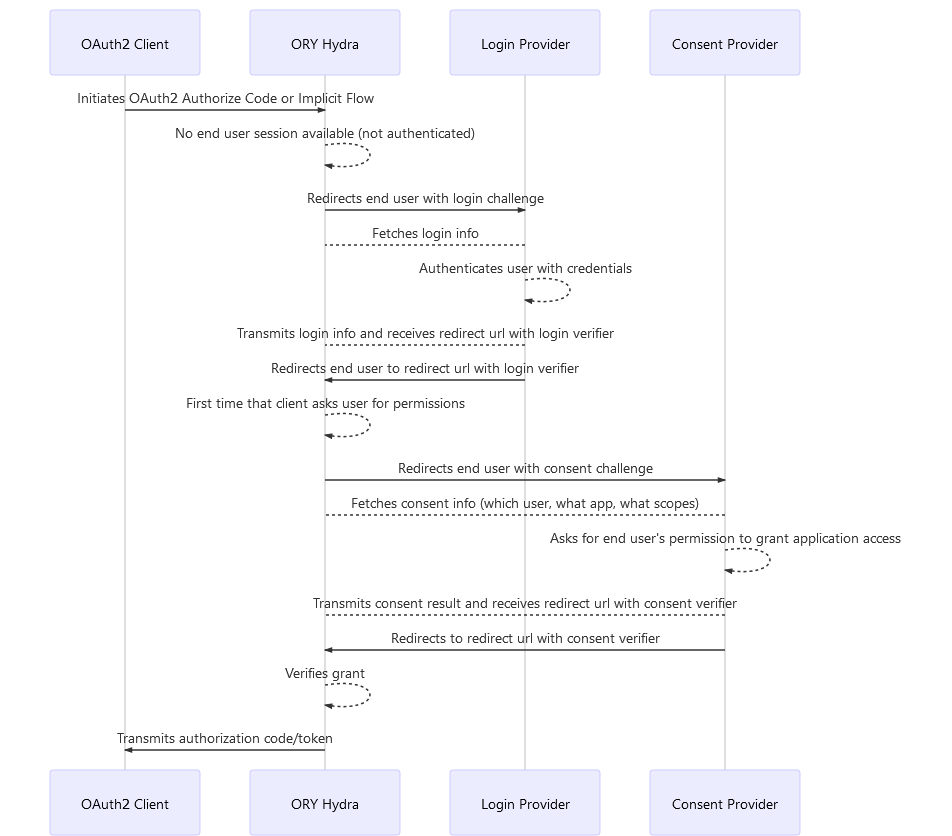 OAuth2 Client
ORY Hydra
Login Provider
Consent Provider
Initiates OAuth2 Authorize Code or Implicit Flow
No end user session available (not authenticated)
Redirects end user with login challenge
Fetches login info
Authenticates user with credentials
Transmits login info and receives redirect url with login verifier
Redirects end user to redirect url with login verifier
First time that client asks user for permissions
Redirects end user with consent challenge
Fetches consent info (which user, what app, what scopes)
Asks for end user's permission to grant application access
Transmits consent result and receives redirect url with consent verifier
Redirects to redirect url with consent verifier
Verifies grant
Transmits authorization code/token
OAuth2 Client
ORY Hydra
Login Provider
Consent Provider